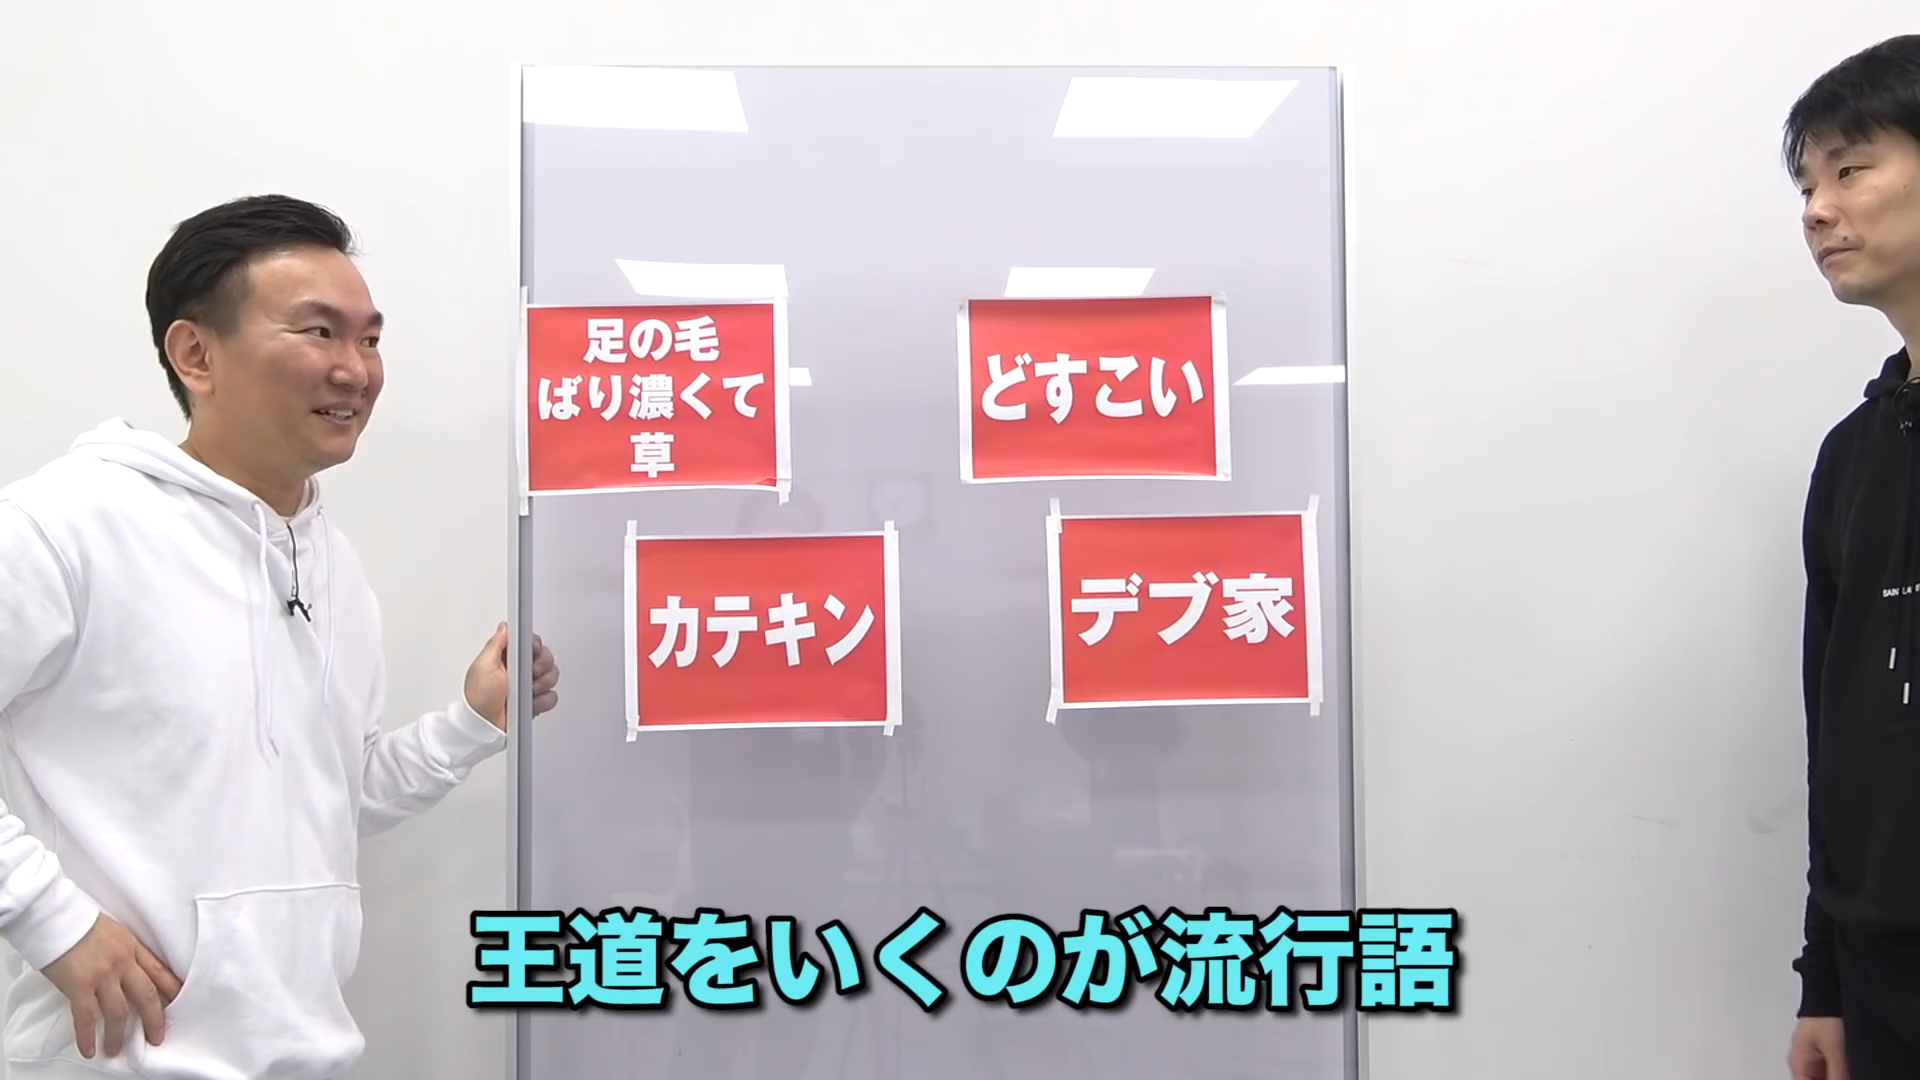 足の毛
ばり濃くて
草
どすこい
カテキン
デブ家
王道をいくのが流行語